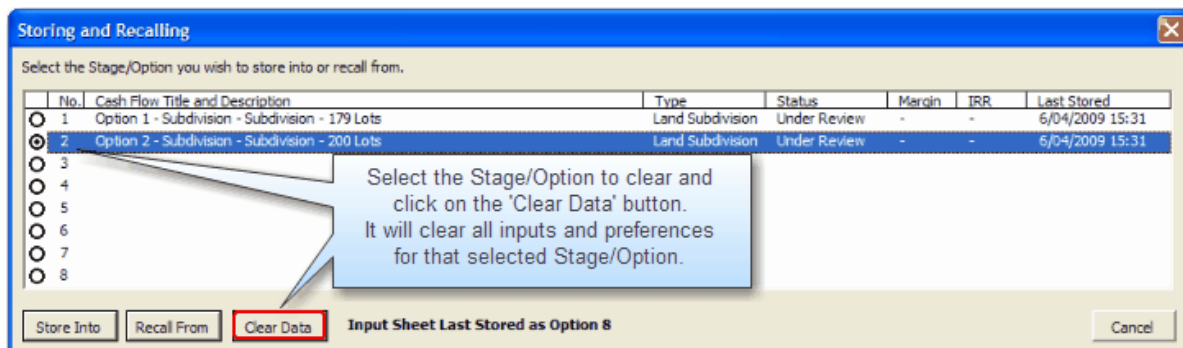 Storing and Recalling
Select the Stage/Option you wish to store into or recall from.
No. Cash Flow Title and Description Type Status Margin IRR Last Stored
1 Option 1 - Subdivision - Subdivision - 179 Lots Land Subdivision Under Review - - 6/04/2009 15:31
2 Option 2 - Subdivision - Subdivision - 200 Lots Land Subdivision Under Review - - 6/04/2009 15:31
3
4
5
6
7
8
Select the Stage/Option to clear and
click on the 'Clear Data' button.
It will clear all inputs and preferences
for that selected Stage/Option.
Store Into Recall From Clear Data Input Sheet Last Stored as Option 8 Cancel